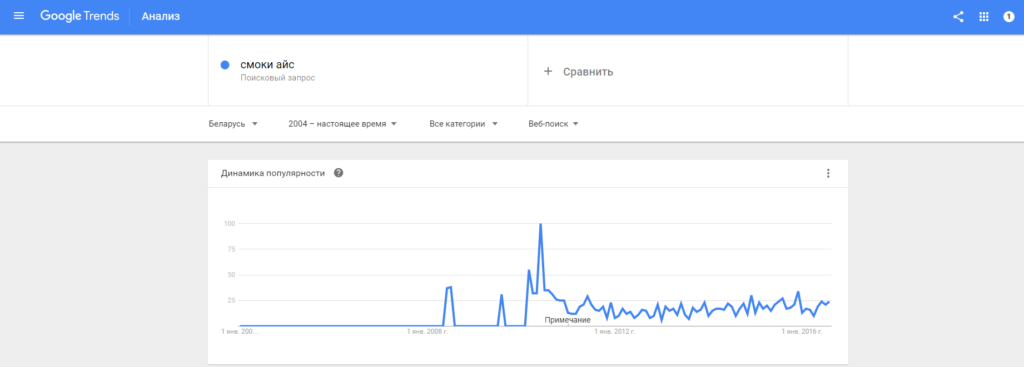 Google Trends Анализ 1
смоки айс
Поисковый запрос
+ Сравнить
Беларусь 2004 – настоящее время Все категории Веб-поиск
Динамика популярности ?
100
75
50
25
Примечание
1 янв. 200... 1 янв. 2008 г. 1 янв. 2012 г. 1 янв. 2016 г.